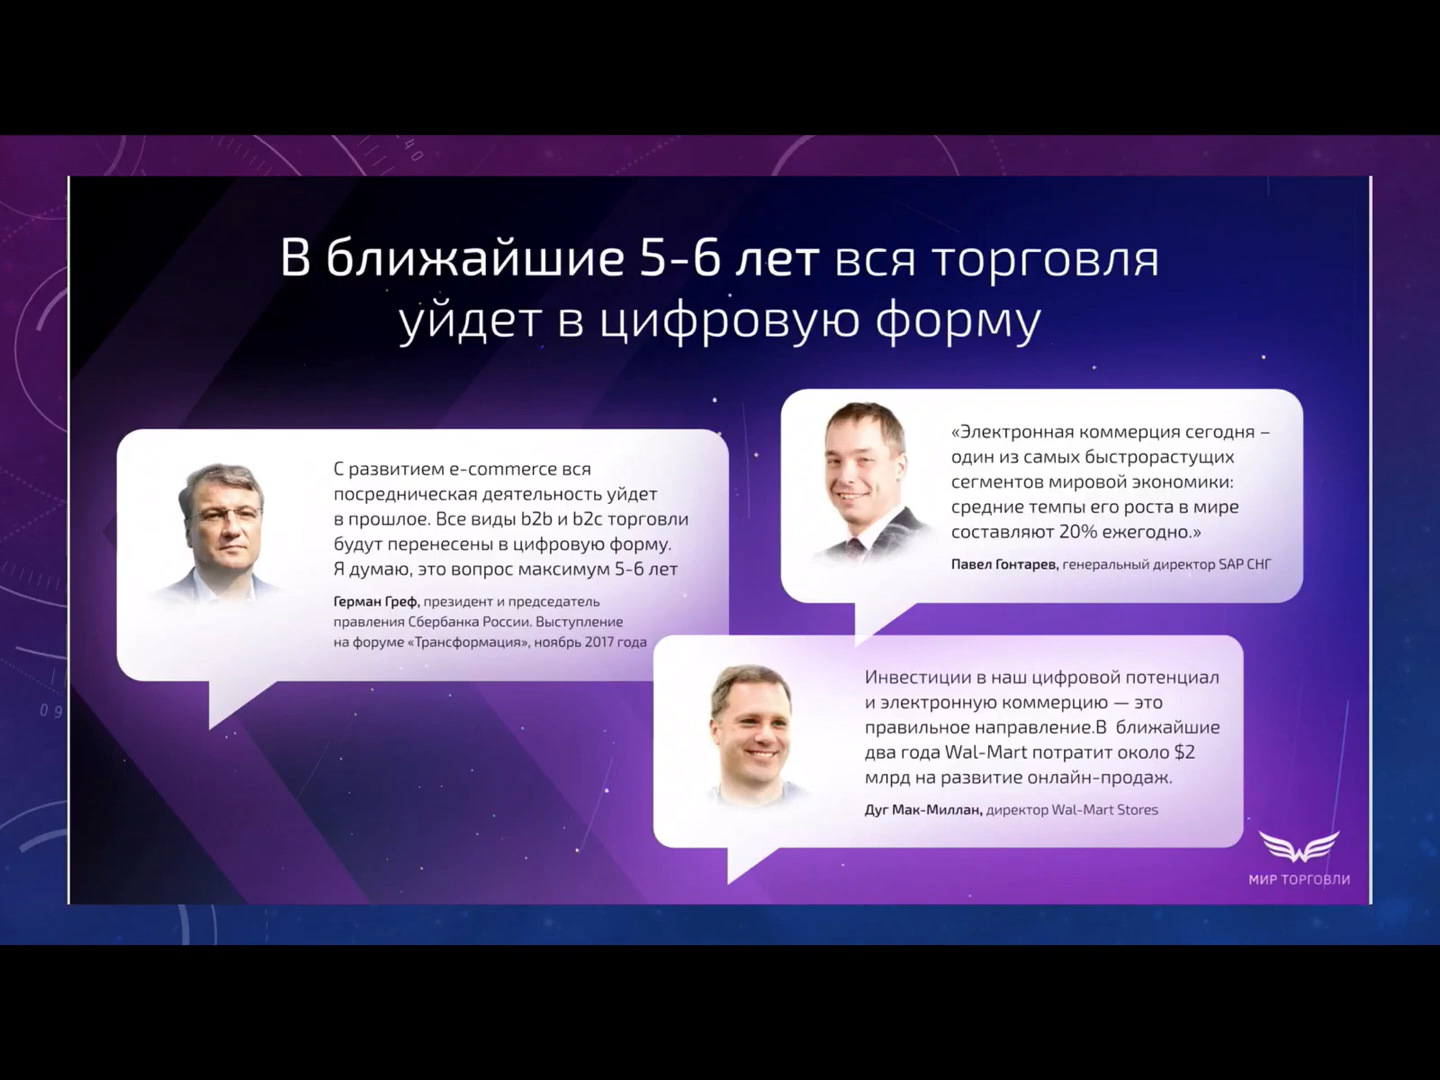 В ближайшие 5-6 лет вся торговля
уйдет в цифровую форму
С развитием e-commerce вся
посредническая деятельность уйдет
в прошлое. Все виды b2b и b2c торговли
будут перенесены в цифровую форму.
Я думаю, это вопрос максимум 5-6 лет
Герман Греф, президент и председатель
правления Сбербанка России. Выступление
на форуме «Трансформация», ноябрь 2017 года
«Электронная коммерция сегодня –
один из самых быстрорастущих
сегментов мировой экономики:
средние темпы его роста в мире
составляют 20% ежегодно.»
Павел Гонтарев, генеральный директор SAP СНГ
Инвестиции в наш цифровой потенциал
и электронную коммерцию — это
правильное направление.В ближайшие
два года Wal-Mart потратит около $2
млрд на развитие онлайн-продаж.
Дуг Мак-Миллан, директор Wal-Mart Stores
МИР ТОРГОВЛИ
40
09